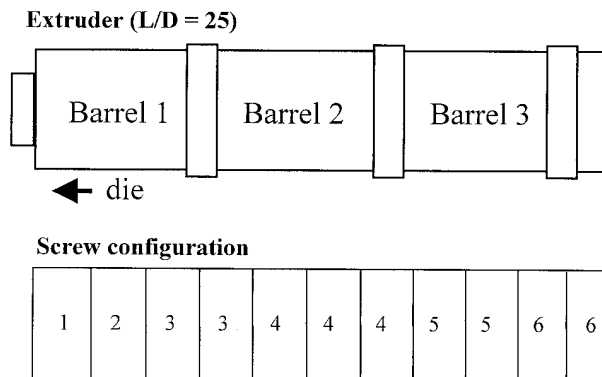 Extruder (L/D = 25)
Barrel 1 Barrel 2 Barrel 3
die
Screw configuration
1 2 3 3 4 4 4 5 5 6 6